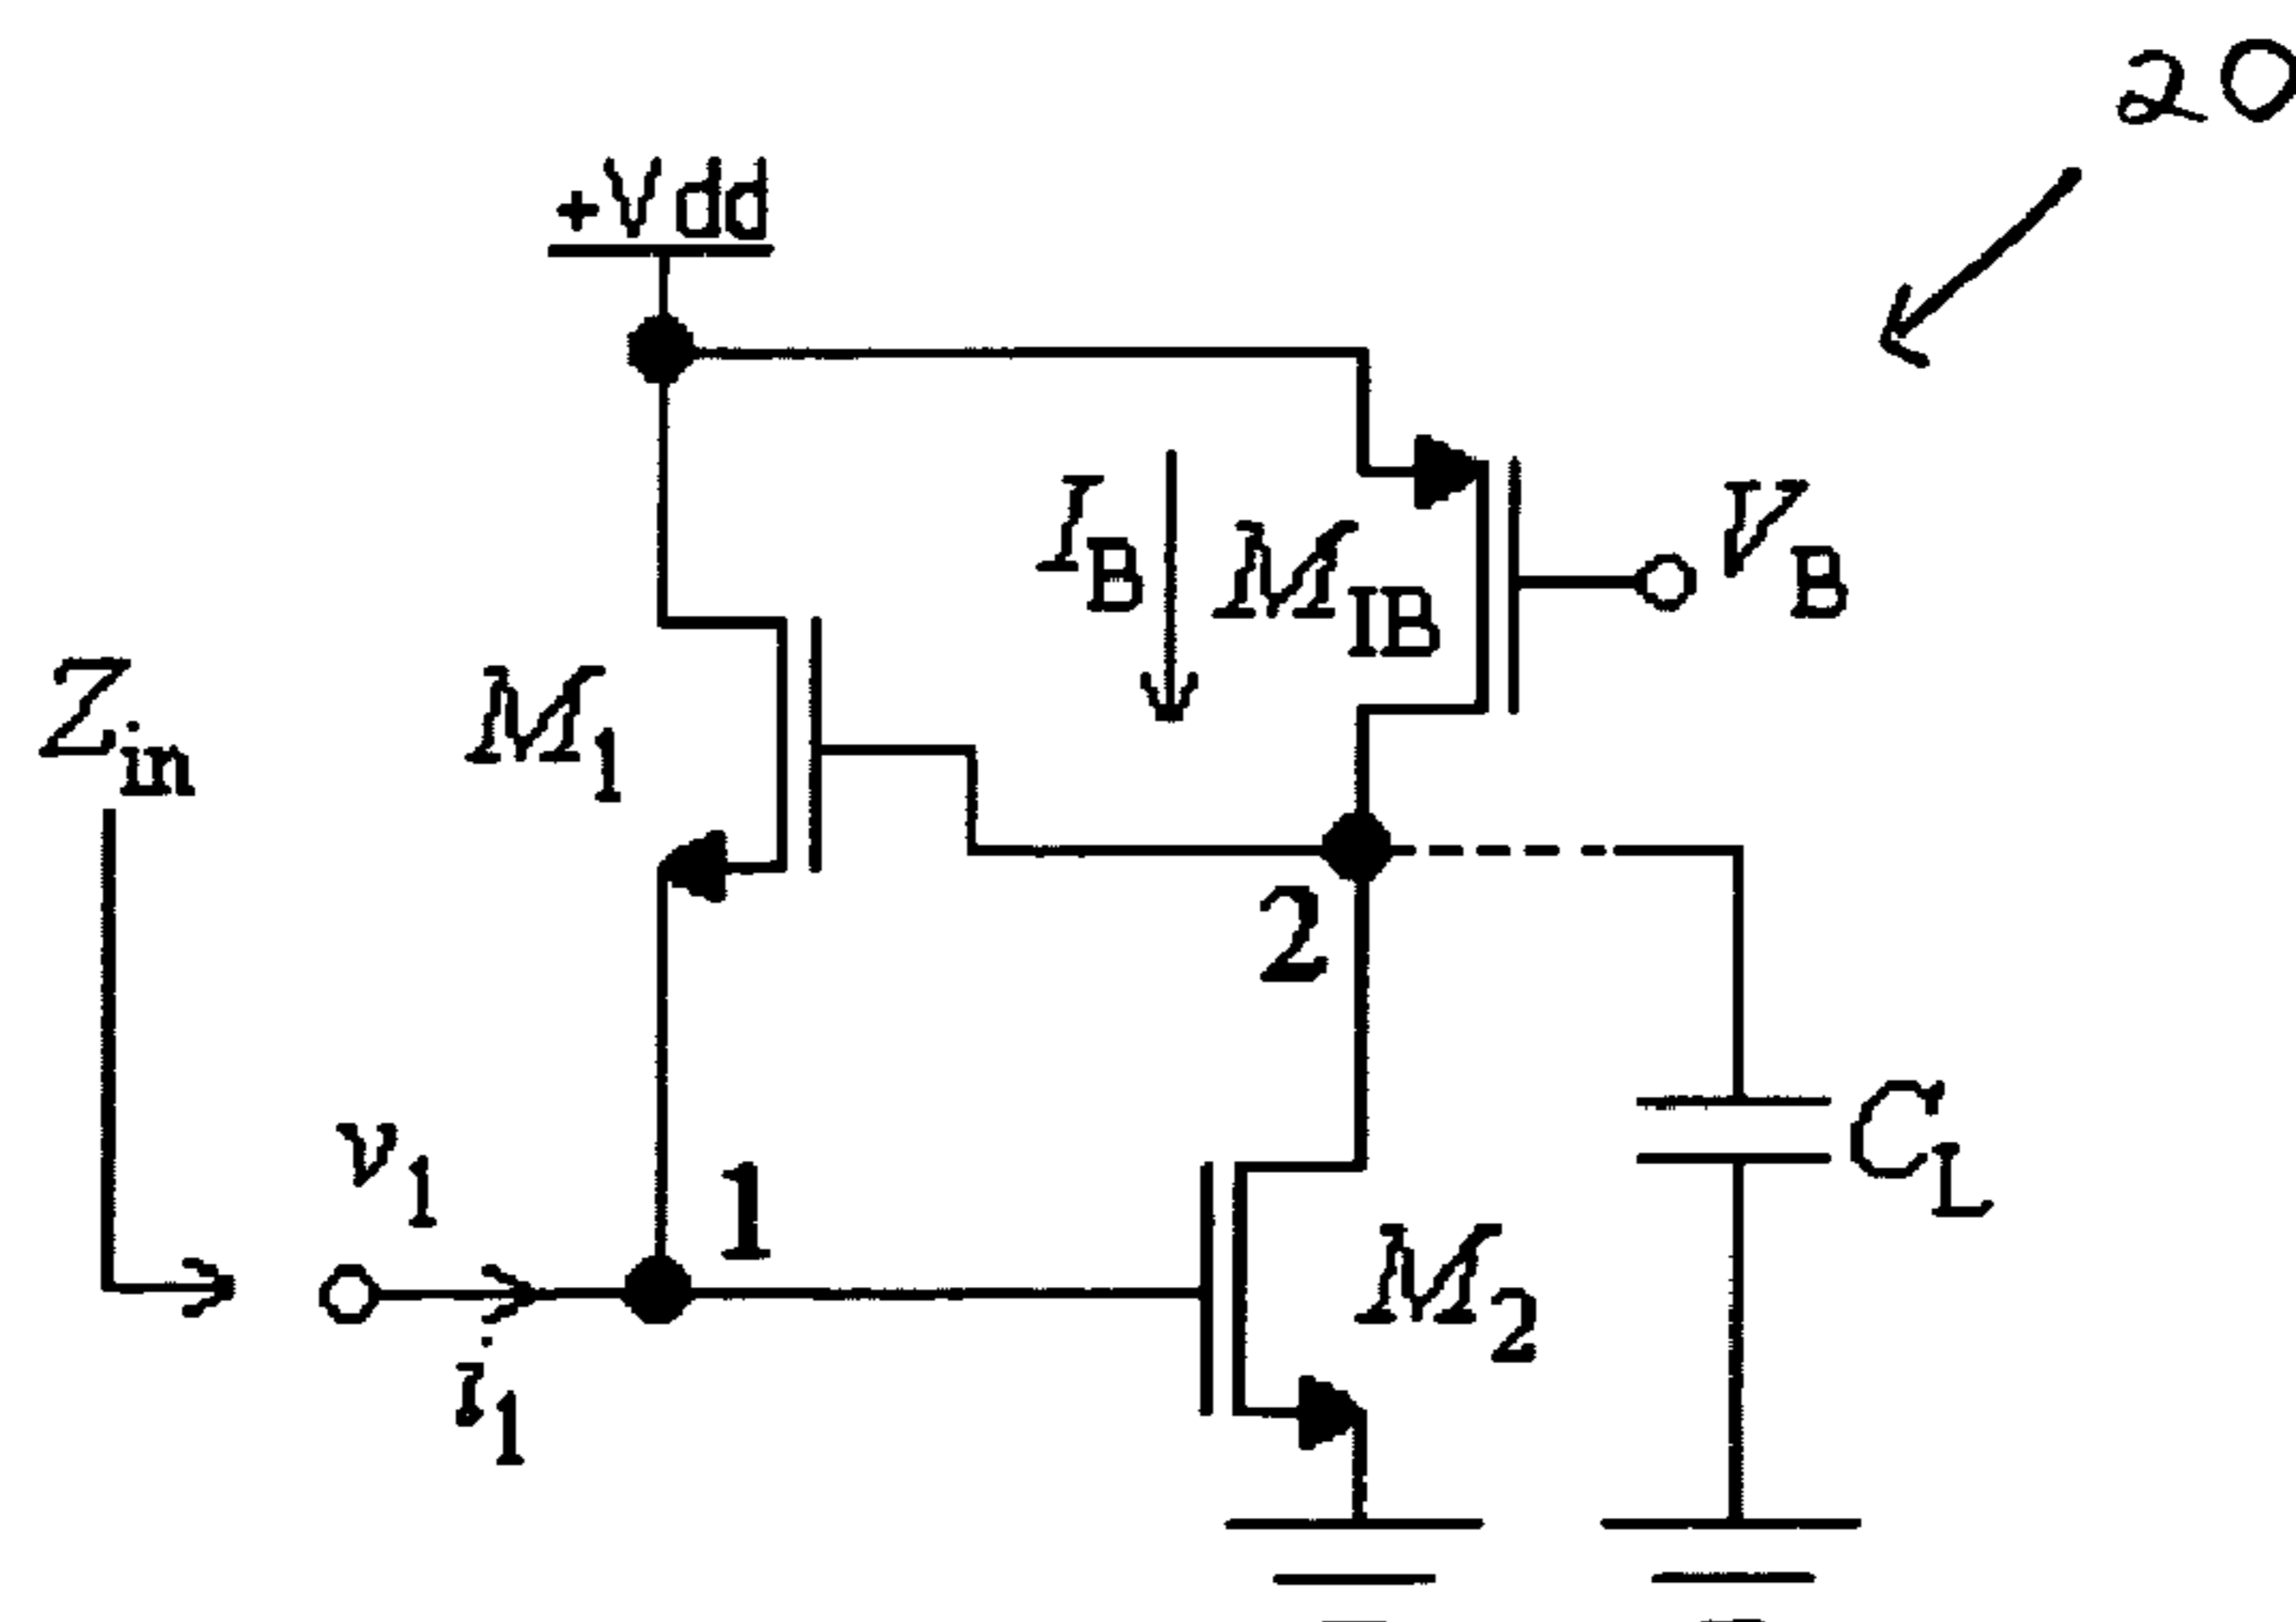 20
+Vdd
I_B
M_IB
V_B
Z_in
M_1
2
C_L
v_1
1
M_2
i_1